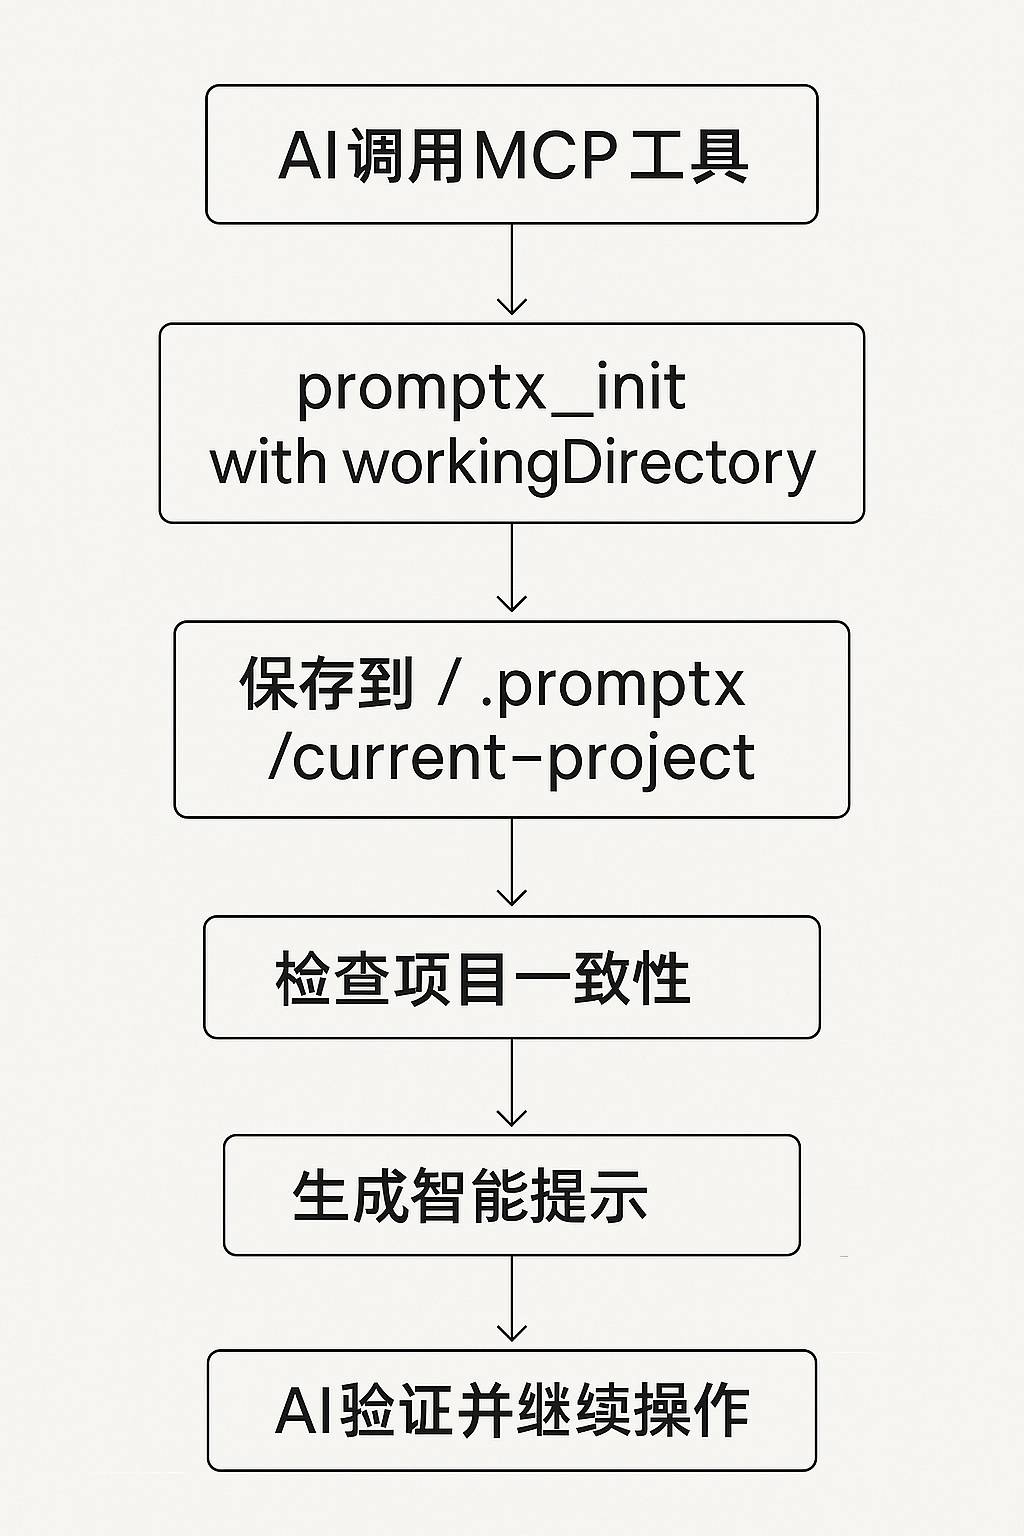 AI调用MCP工具
promptx_init
with workingDirectory
保存到 / .promptx
/current-project
检查项目一致性
生成智能提示
AI验证并继续操作